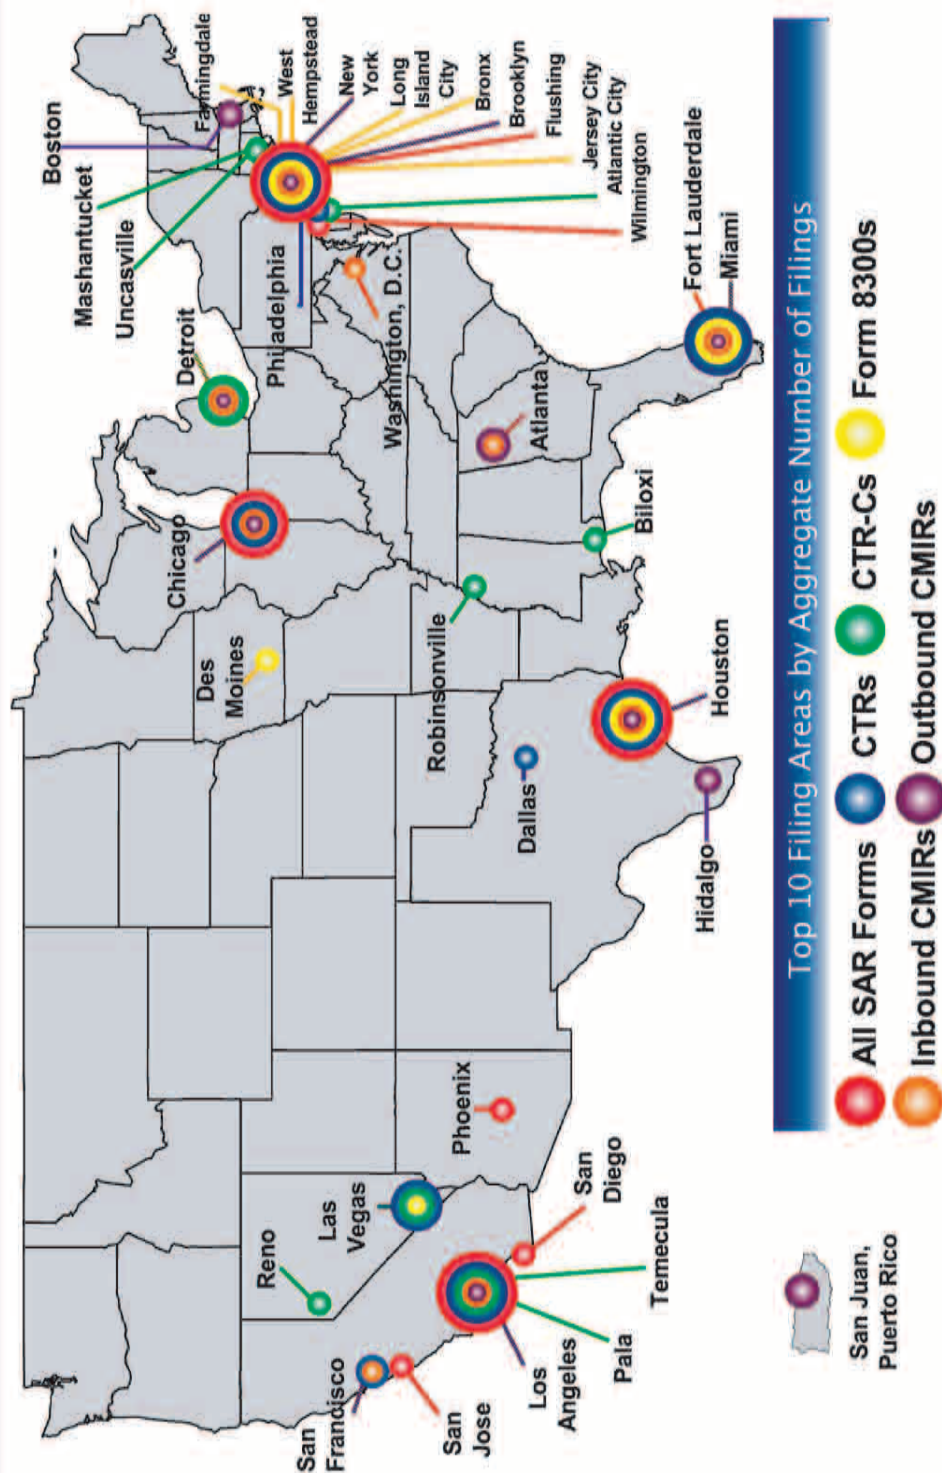 Boston
Mashantucket
Uncasville
Farmingdale
West
Hempstead
New
York
Long
Island
City
Bronx
Brooklyn
Flushing
Jersey City
Atlantic City
Wilmington
Philadelphia
Washington, D.C.
Detroit
Chicago
Des
Moines
Robinsonville
Atlanta
Biloxi
Fort Lauderdale
Miami
Dallas
Houston
Hidalgo
Phoenix
Las
Vegas
Reno
San
Francisco
San
Jose
Los
Angeles
Pala
Temecula
San
Diego
San Juan,
Puerto Rico
Top 10 Filing Areas by Aggregate Number of Filings
All SAR Forms CTRs CTR-Cs Form 8300s
Inbound CMIRs Outbound CMIRs